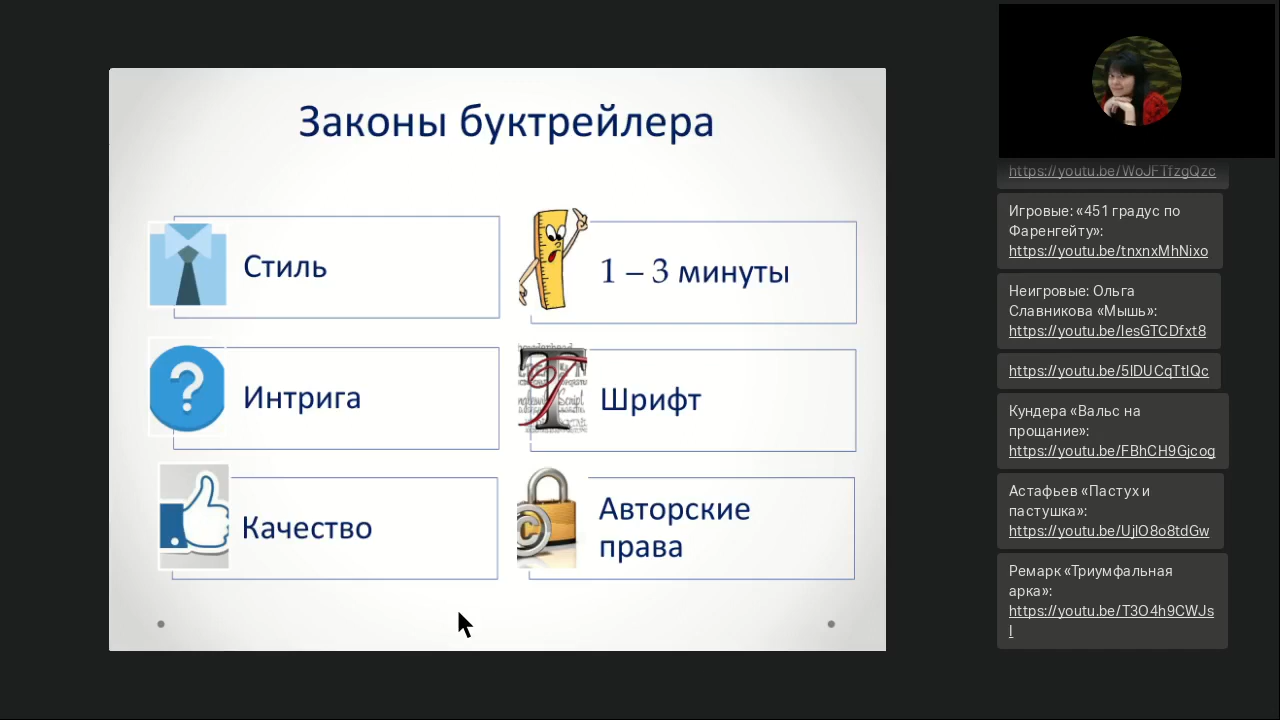 Законы буктрейлера
Стиль
1 – 3 минуты
Интрига
Шрифт
Качество
Авторские
права
https://youtu.be/WoJFTfzgQzc
Игровые: «451 градус по
Фаренгейту»:
https://youtu.be/tnxnxMhNixo
Неигровые: Ольга
Славникова «Мышь»:
https://youtu.be/IesGTCDfxt8
https://youtu.be/5lDUCqTtlQc
Кундера «Вальс на
прощание»:
https://youtu.be/FBhCH9Gjcog
Астафьев «Пастух и
пастушка»:
https://youtu.be/UjlO8o8tdGw
Ремарк «Триумфальная
арка»:
https://youtu.be/T3O4h9CWJs
I